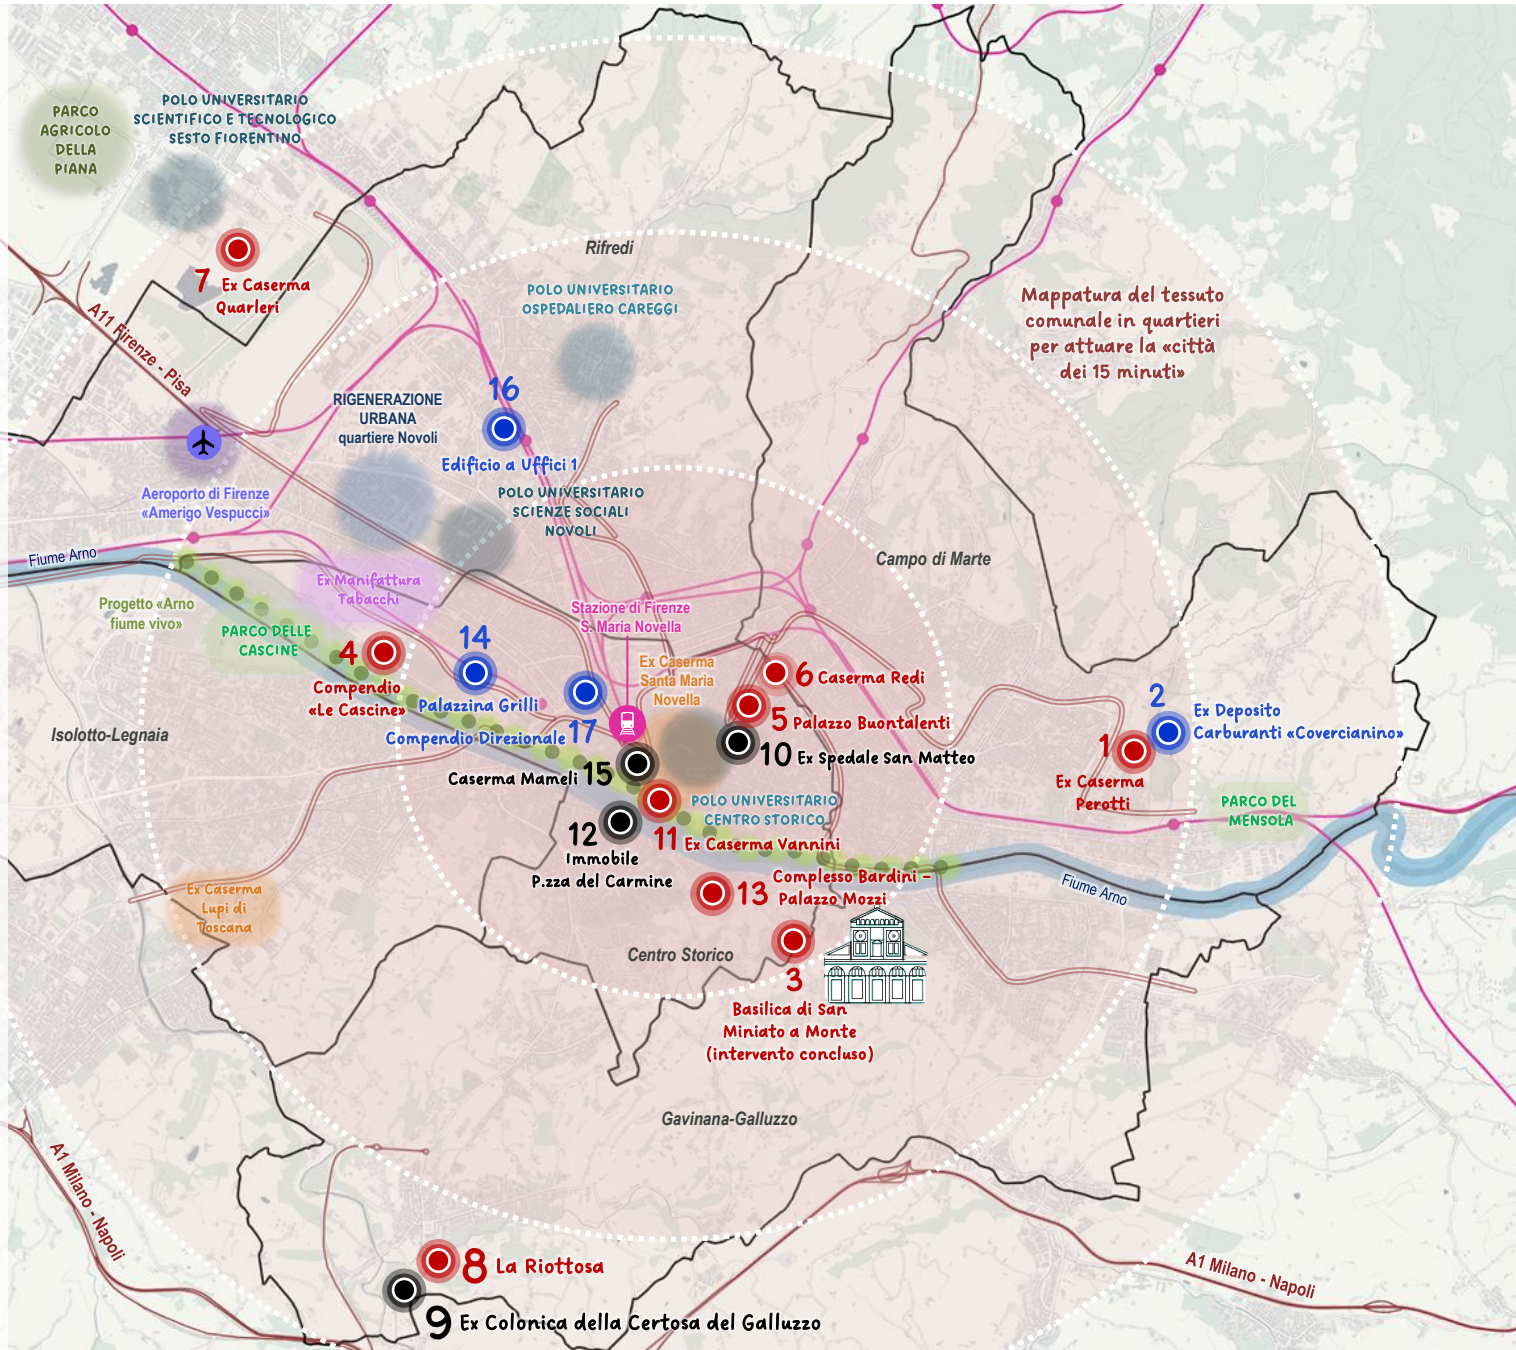 PARCO
AGRICOLO
DELLA
PIANA
POLO UNIVERSITARIO
SCIENTIFICO E TECNOLOGICO
SESTO FIORENTINO
7 Ex Caserma
Quarleri
A11 Firenze - Pisa
Rifredi
POLO UNIVERSITARIO
OSPEDALIERO CAREGGI
Mappatura del tessuto
comunale in quartieri
per attuare la «città
dei 15 minuti»
RIGENERAZIONE
URBANA
quartiere Novoli
16
Edificio a Uffici 1
Aeroporto di Firenze
«Amerigo Vespucci»
POLO UNIVERSITARIO
SCIENZE SOCIALI
NOVOLI
Fiume Arno
Campo di Marte
Ex Manifattura
Tabacchi
Progetto «Arno
fiume vivo»
PARCO DELLE
CASCINE
Stazione di Firenze
S. Maria Novella
4
Compendio
«Le Cascine»
14
Palazzina Grilli
Ex Caserma
Santa Maria
Novella
6 Caserma Redi
5 Palazzo Buontalenti
Compendio Direzionale 17
10 Ex Spedale San Matteo
Caserma Mameli 15
Isolotto-Legnaia
2
Ex Deposito
Carburanti «Covercianino»
1
Ex Caserma
Perotti
PARCO DEL
MENSOLA
POLO UNIVERSITARIO
CENTRO STORICO
12
Immobile
P.zza del Carmine
11 Ex Caserma Vannini
13 Complesso Bardini -
Palazzo Mozzi
Fiume Arno
Ex Caserma
Lupi di
Toscana
Centro Storico
3
Basilica di San
Miniato a Monte
(intervento concluso)
Gavinana-Galluzzo
A1 Milano - Napoli
8 La Riottosa
9 Ex Colonica della Certosa del Galluzzo
A1 Milano - Napoli